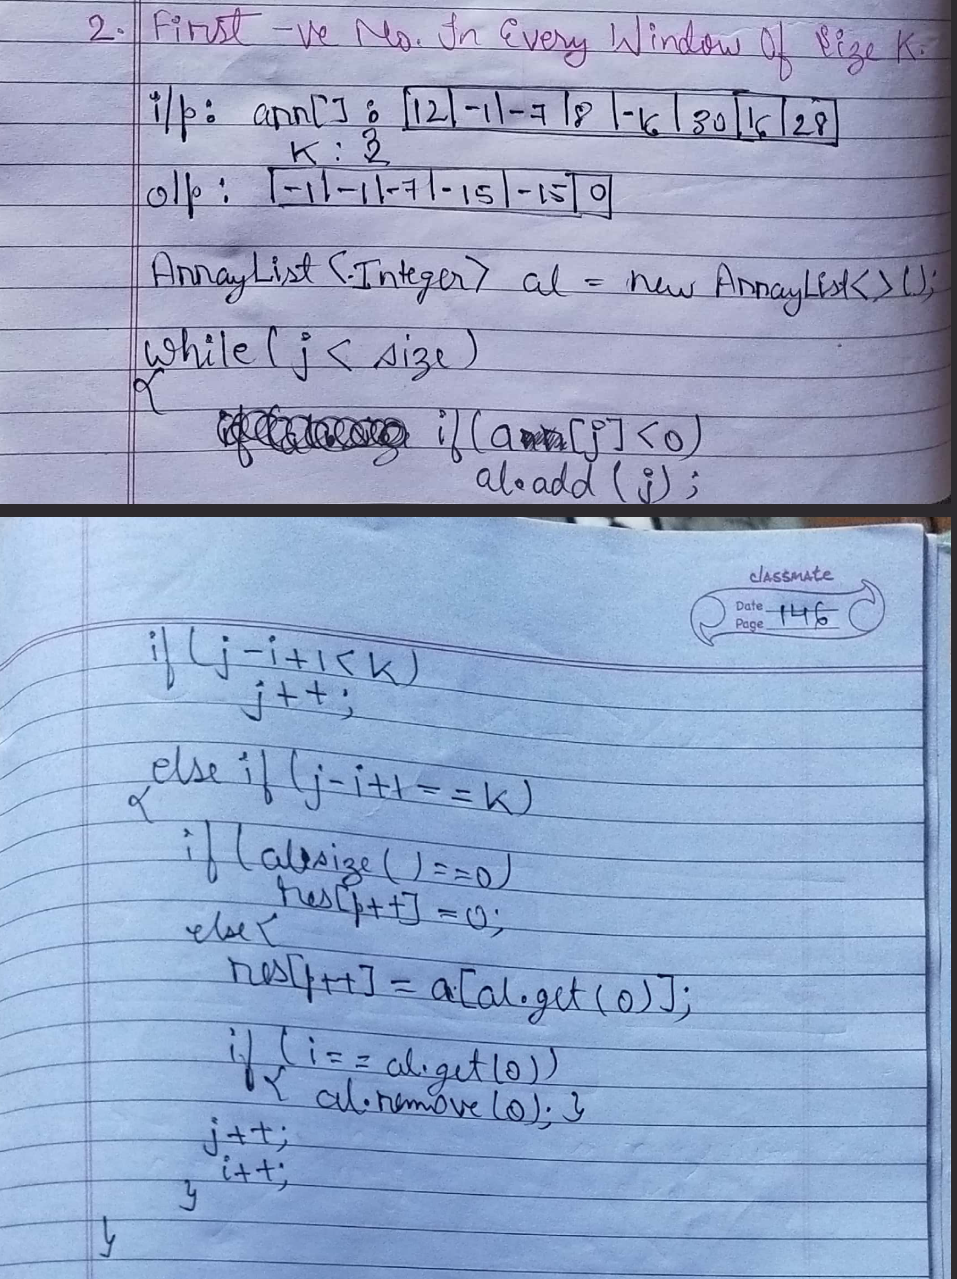 2. First -ve No. In Every Window Of Size K.
i/p: arr[] : 12 -1 -7 8 30 16 28
K : 3
o/p : -1 -1 -7 -15 -15 0
ArrayList <Integer> al = new ArrayList<>();
while ( j < size )
{
if ( arr[j] < 0 )
al.add (j) ;
classmate
Date
Page 146
if ( j - i + 1 < K )
j++ ;
else if ( j - i + 1 == K )
{
if ( al.size () == 0 )
res[p++] = 0;
else {
res[p++] = a[al.get(0)];
if ( i == al.get(0))
{ al.remove(0); }
j++;
i++;
}
}